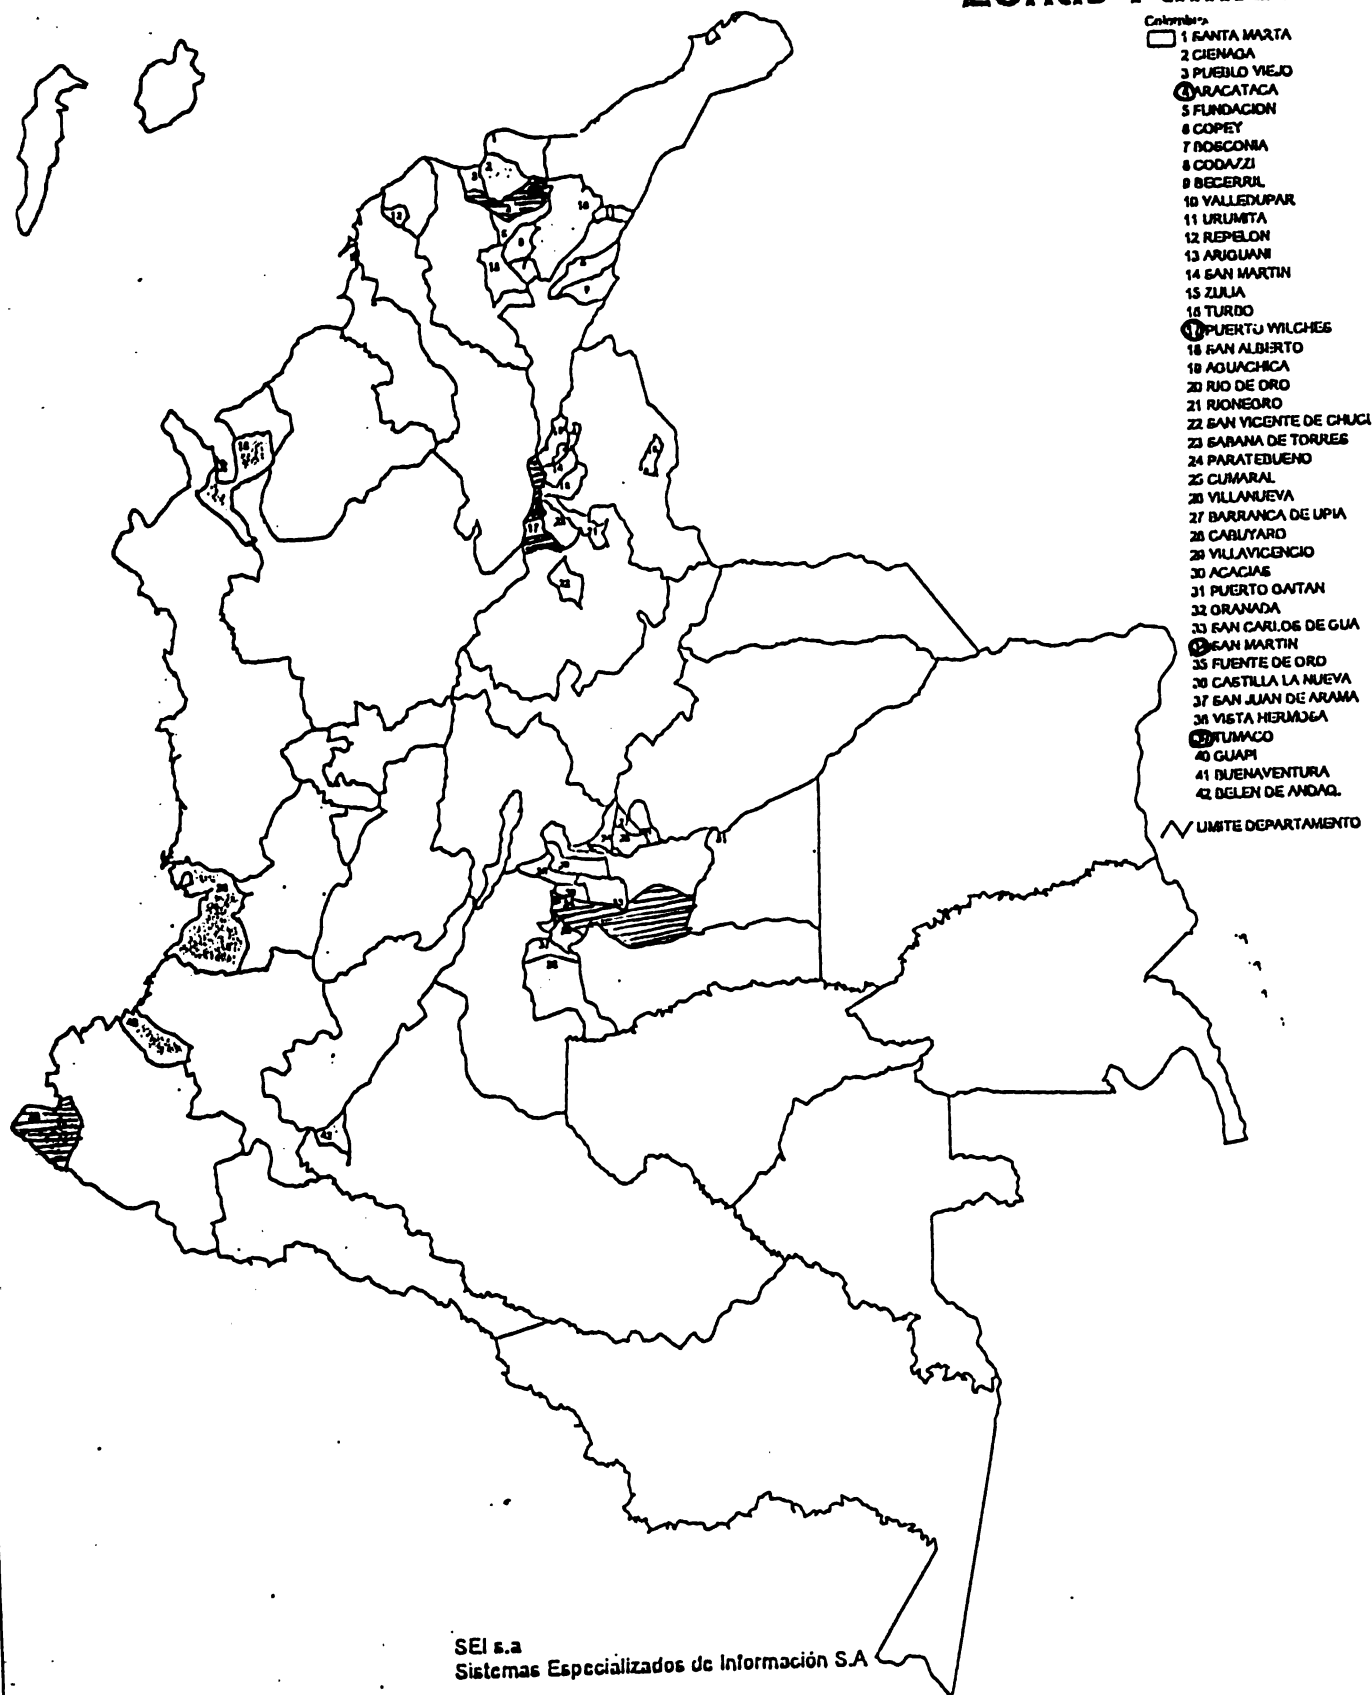 Colombia
1 SANTA MARTA
2 CIENAGA
3 PUEBLO VIEJO
4 ARACATACA
5 FUNDACION
6 COPEY
7 BOSCONIA
8 CODAZZI
9 BECERRIL
10 VALLEDUPAR
11 URUMITA
12 REPELON
13 ARIGUANI
14 SAN MARTIN
15 ZULIA
16 TURBO
17 PUERTO WILCHES
18 SAN ALBERTO
19 AGUACHICA
20 RIO DE ORO
21 RIONEGRO
22 SAN VICENTE DE CHUCU
23 SABANA DE TORRES
24 PARATEBUENO
25 CUMARAL
26 VILLANUEVA
27 BARRANCA DE UPIA
28 CABUYARO
29 VILLAVICENCIO
30 ACACIAS
31 PUERTO GAITAN
32 GRANADA
33 SAN CARLOS DE GUA
SAN MARTIN
35 FUENTE DE ORO
36 CASTILLA LA NUEVA
37 SAN JUAN DE ARAMA
38 VISTA HERMOSA
39 TUMACO
40 GUAPI
41 BUENAVENTURA
42 BELEN DE ANDAQ.
LIMITE DEPARTAMENTO
SEI s.a
Sistemas Especializados de Información S.A